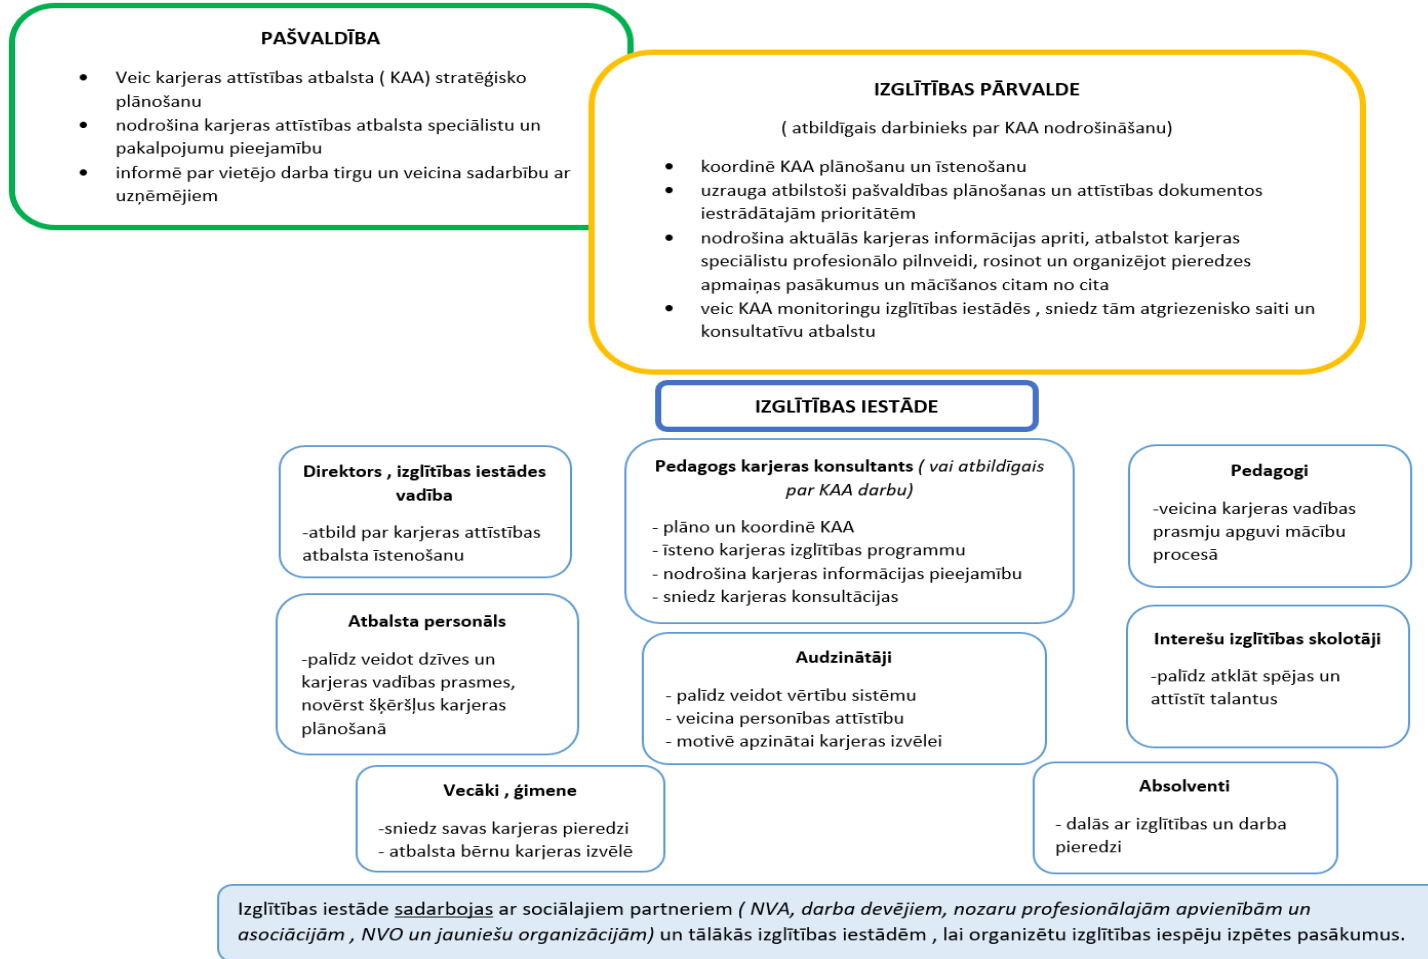 PAŠVALDĪBA
• Veic karjeras attīstības atbalsta ( KAA) stratēģisko
plānošanu
• nodrošina karjeras attīstības atbalsta speciālistu un
pakalpojumu pieejamību
• informē par vietējo darba tirgu un veicina sadarbību ar
uzņēmējiem
IZGLĪTĪBAS PĀRVALDE
( atbildīgais darbinieks par KAA nodrošināšanu)
• koordinē KAA plānošanu un īstenošanu
• uzrauga atbilstoši pašvaldības plānošanas un attīstības dokumentos
iestrādātajām prioritātēm
• nodrošina aktuālās karjeras informācijas apriti, atbalstot karjeras
speciālistu profesionālo pilnveidi, rosinot un organizējot pieredzes
apmaiņas pasākumus un mācīšanos citam no cita
• veic KAA monitoringu izglītības iestādēs , sniedz tām atgriezenisko saiti un
konsultatīvu atbalstu
IZGLĪTĪBAS IESTĀDE
Direktors , izglītības iestādes
vadība
-atbild par karjeras attīstības
atbalsta īstenošanu
Pedagogs karjeras konsultants ( vai atbildīgais
par KAA darbu)
- plāno un koordinē KAA
- īsteno karjeras izglītības programmu
- nodrošina karjeras informācijas pieejamību
- sniedz karjeras konsultācijas
Pedagogi
-veicina karjeras vadības
prasmju apguvi mācību
procesā
Atbalsta personāls
-palīdz veidot dzīves un
karjeras vadības prasmes,
novērst šķēršļus karjeras
plānošanā
Audzinātāji
- palīdz veidot vērtību sistēmu
- veicina personības attīstību
- motivē apzinātai karjeras izvēlei
Interešu izglītības skolotāji
-palīdz atklāt spējas un
attīstīt talantus
Vecāki , ģimene
-sniedz savas karjeras pieredzi
- atbalsta bērnu karjeras izvēlē
Absolventi
- dalās ar izglītības un darba
pieredzi
Izglītības iestāde sadarbojas ar sociālajiem partneriem ( NVA, darba devējiem, nozaru profesionālajām apvienībām un
asociācijām , NVO un jauniešu organizācijām) un tālākās izglītības iestādēm , lai organizētu izglītības iespēju izpētes pasākumus.